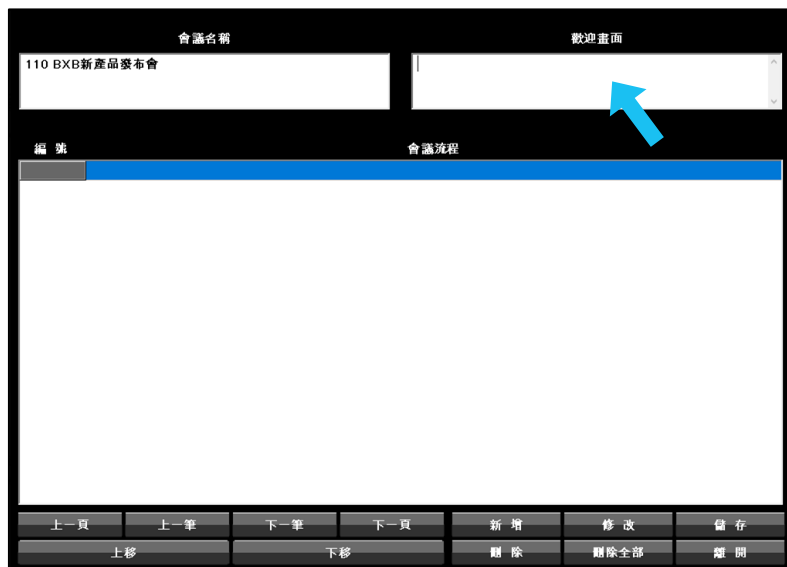 會議名稱
歡迎畫面
110 BXB新產品發布會
編 號
會議流程
上一頁
上一筆
下一筆
下一頁
新 增
修 改
儲 存
上移
下移
刪 除
刪除全部
離 開